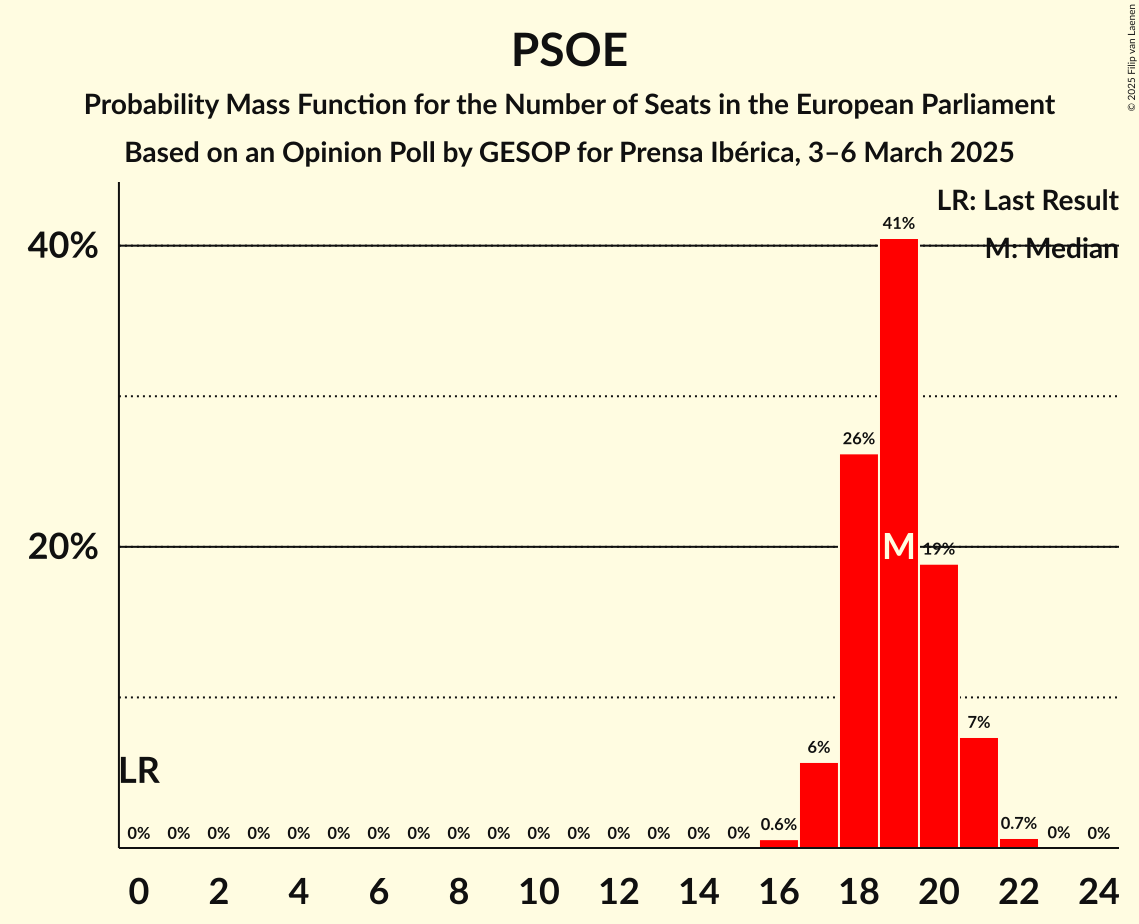 PSOE
Probability Mass Function for the Number of Seats in the European Parliament
Based on an Opinion Poll by GESOP for Prensa Ibérica, 3–6 March 2025
© 2025 Filip van Laenen
LR: Last Result
M: Median
40%
20%
41%
26%
M
19%
7%
6%
LR
0% 0% 0% 0% 0% 0% 0% 0% 0% 0% 0% 0% 0% 0% 0% 0% 0.6% 0.7% 0% 0%
0 2 4 6 8 10 12 14 16 18 20 22 24